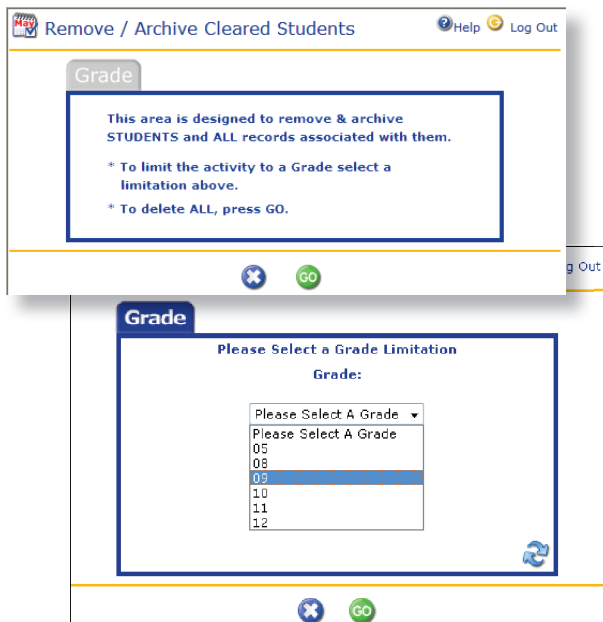 May
Remove / Archive Cleared Students
Help
Log Out
Grade
This area is designed to remove & archive
STUDENTS and ALL records associated with them.
* To limit the activity to a Grade select a
limitation above.
* To delete ALL, press GO.
GO
g Out
Grade
Please Select a Grade Limitation
Grade:
Please Select A Grade
Please Select A Grade
05
08
09
10
11
12
GO